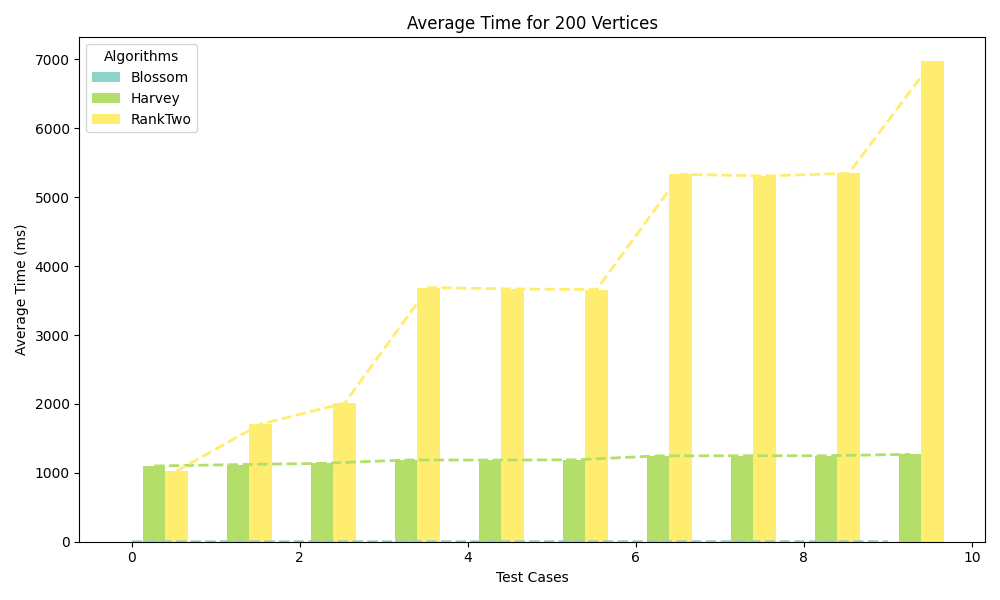 Average Time for 200 Vertices
Algorithms
Blossom
Harvey
RankTwo
Average Time (ms)
7000
6000
5000
4000
3000
2000
1000
0
0 2 4 6 8 10
Test Cases